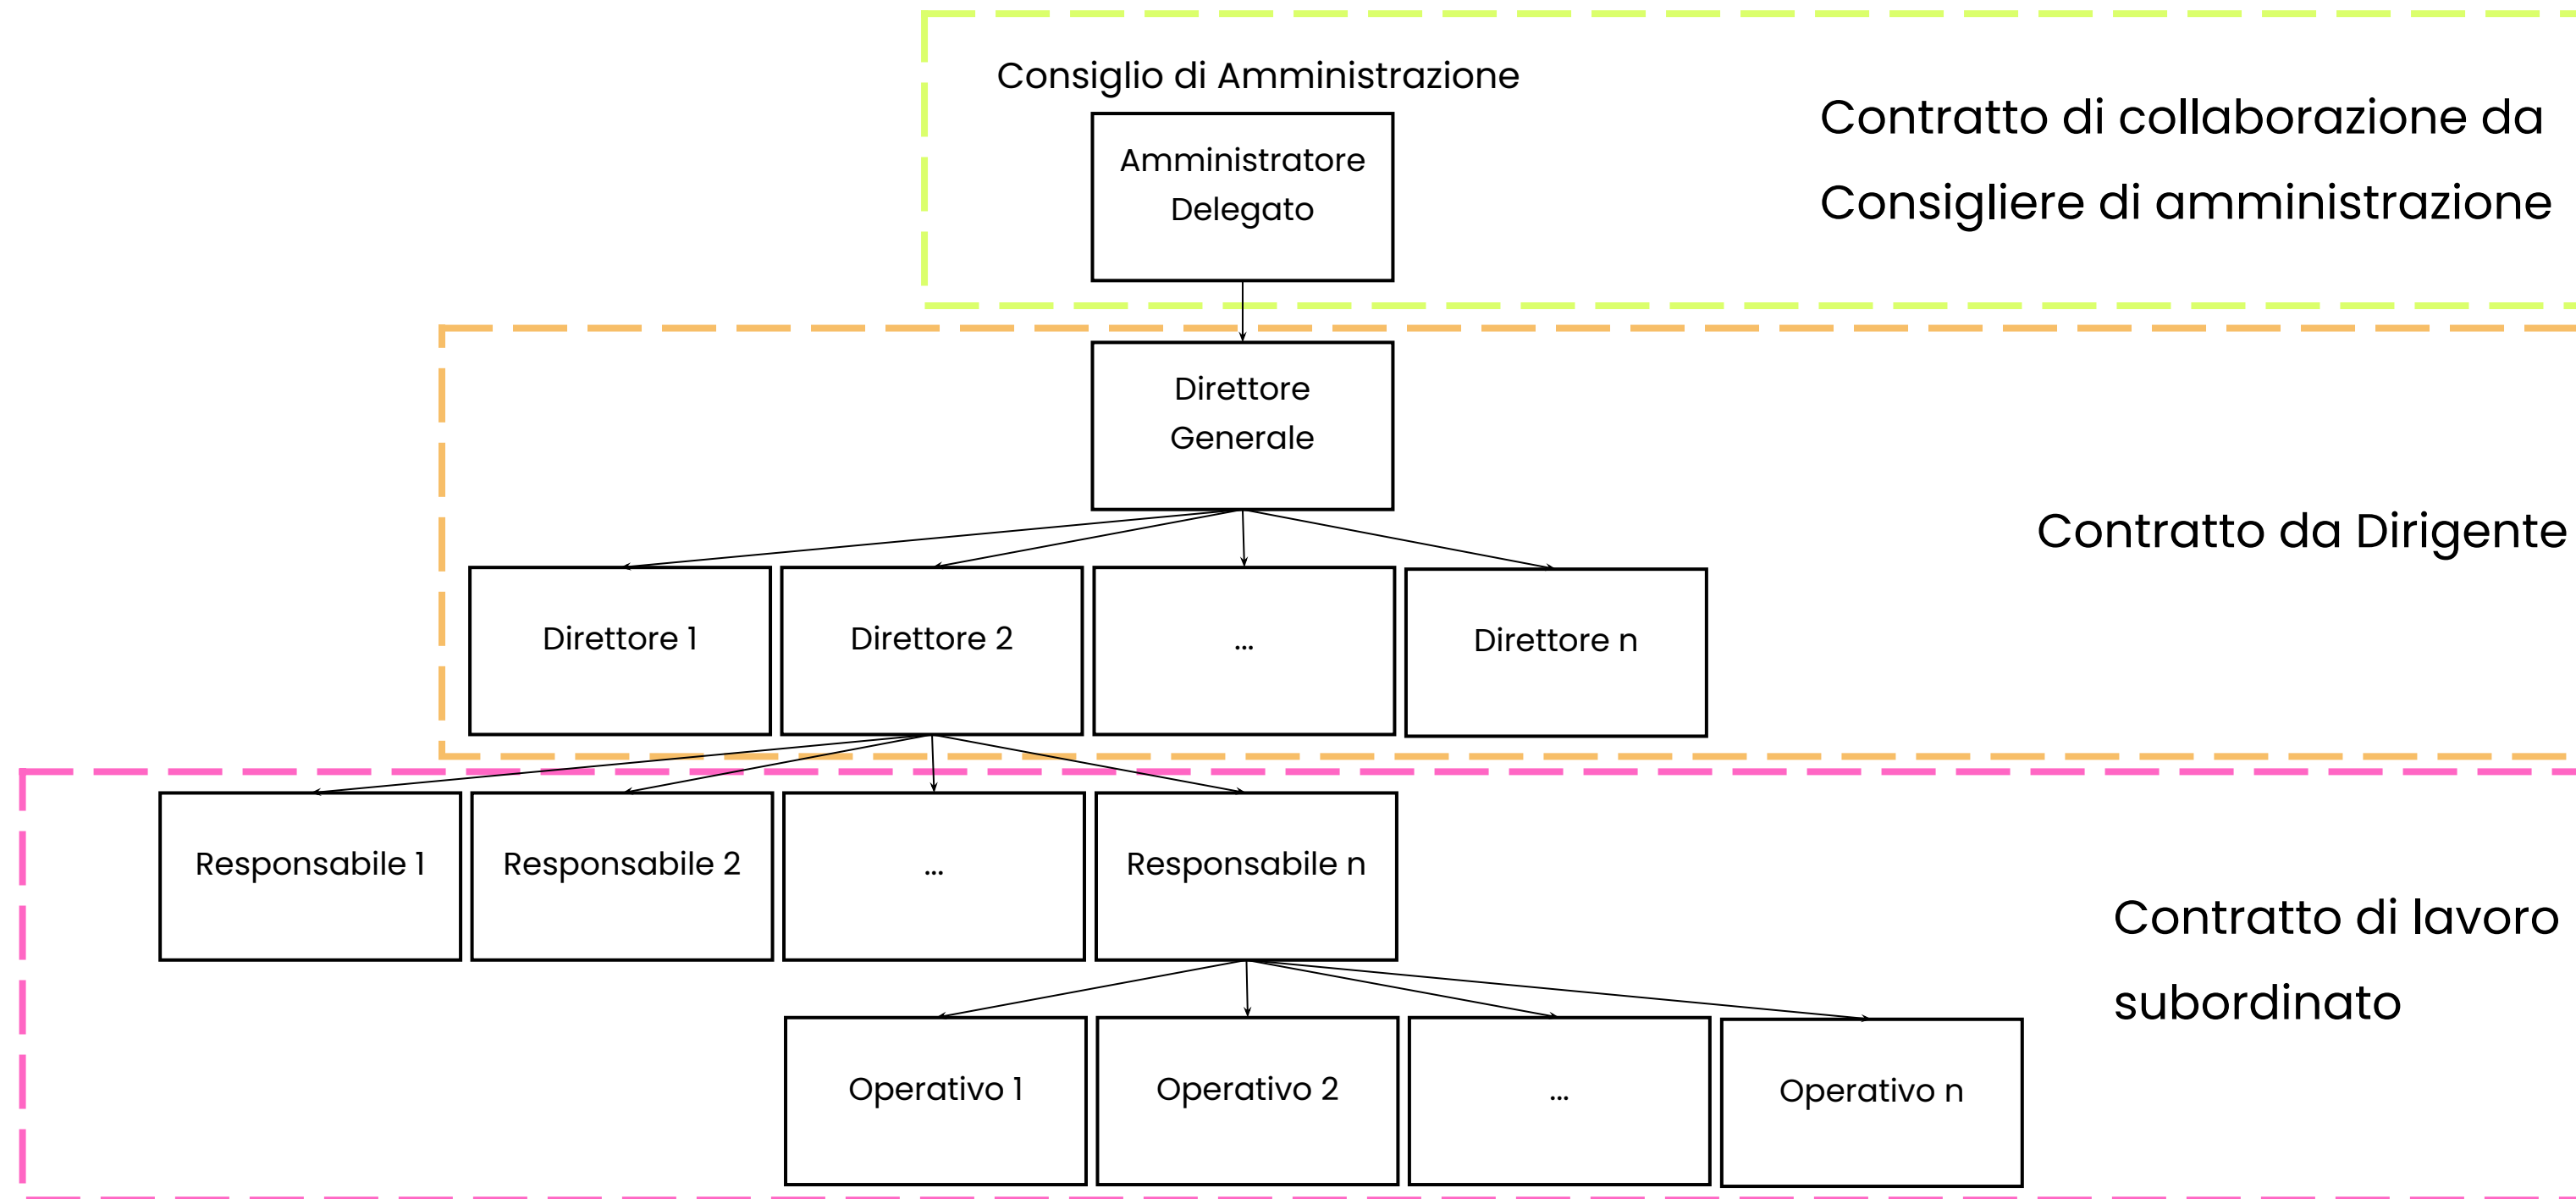 Consiglio di Amministrazione
Amministratore
Delegato
Contratto di collaborazione da
Consigliere di amministrazione
Direttore
Generale
Contratto da Dirigente
Direttore 1
Direttore 2
...
Direttore n
Responsabile 1
Responsabile 2
...
Responsabile n
Contratto di lavoro
subordinato
Operativo 1
Operativo 2
...
Operativo n